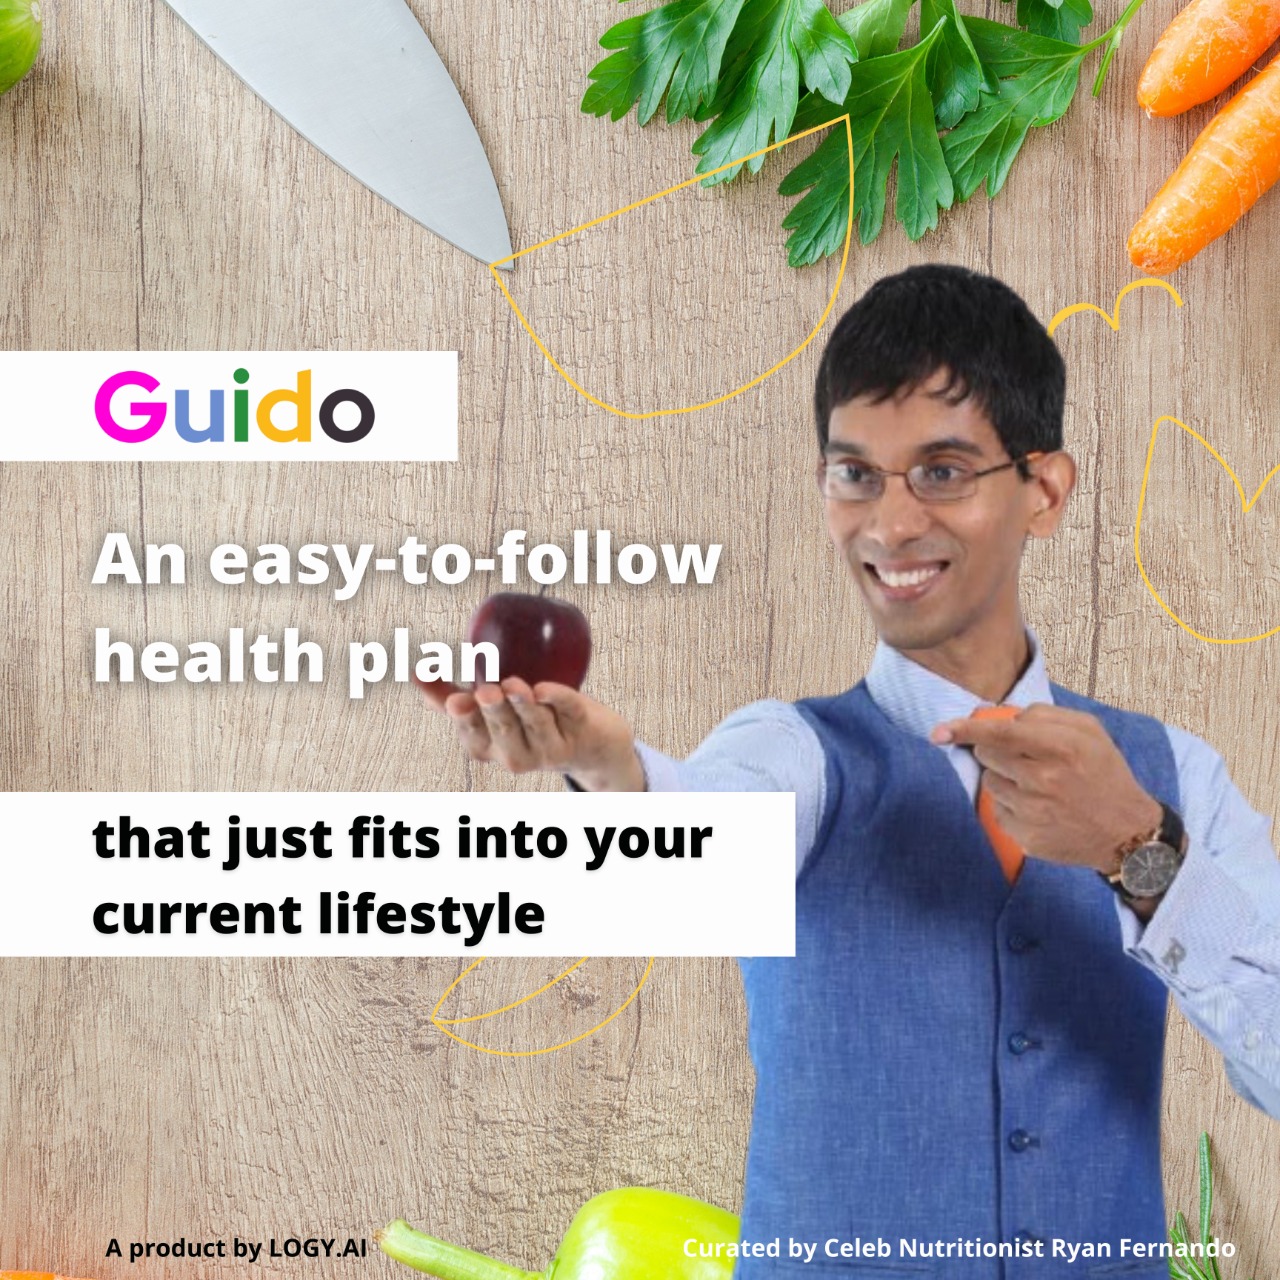 Guido
An easy-to-follow
health plan
that just fits into your
current lifestyle
R
A product by LOGY.AI
Curated by Celeb Nutritionist Ryan Fernando